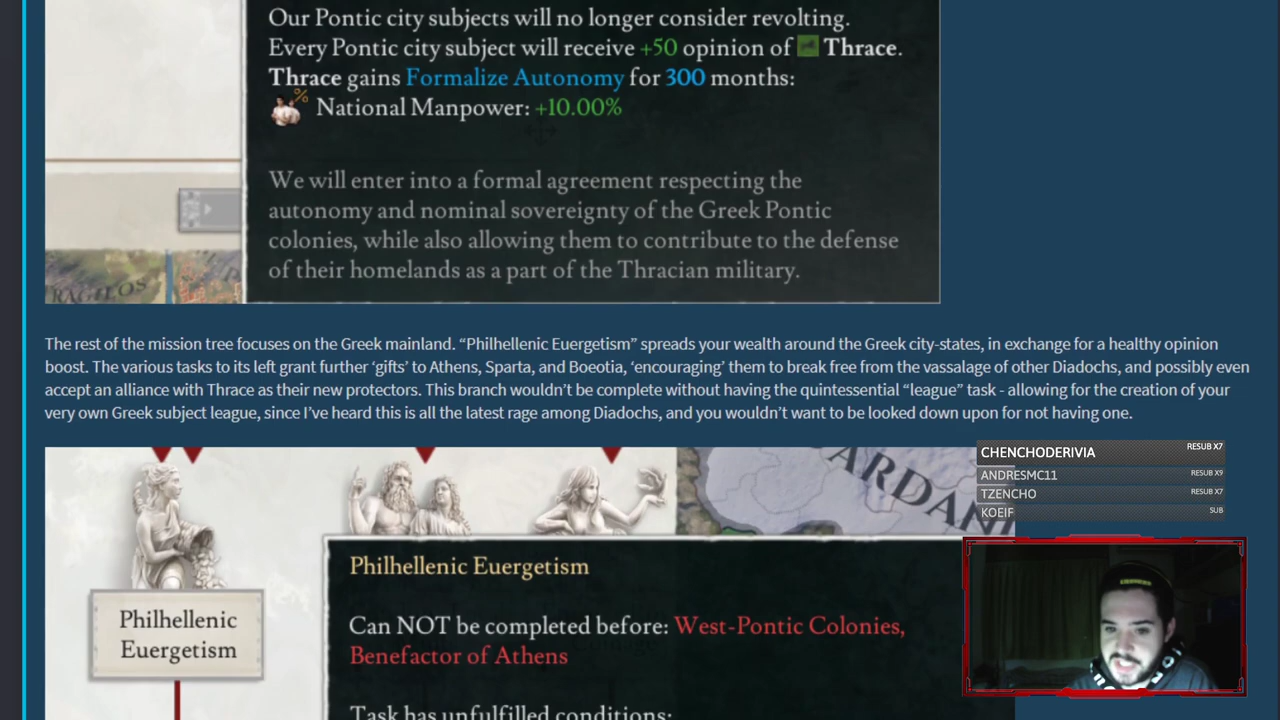 Our Pontic city subjects will no longer consider revolting.
Every Pontic city subject will receive +50 opinion of Thrace.
Thrace gains Formalize Autonomy for 300 months:
National Manpower: +10.00%
We will enter into a formal agreement respecting the
autonomy and nominal sovereignty of the Greek Pontic
colonies, while also allowing them to contribute to the defense
of their homelands as a part of the Thracian military.
The rest of the mission tree focuses on the Greek mainland. “Philhellenic Euergetism” spreads your wealth around the Greek city-states, in exchange for a healthy opinion
boost. The various tasks to its left grant further ‘gifts’ to Athens, Sparta, and Boeotia, ‘encouraging’ them to break free from the vassalage of other Diadochs, and possibly even
accept an alliance with Thrace as their new protectors. This branch wouldn’t be complete without having the quintessential “league” task - allowing for the creation of your
very own Greek subject league, since I’ve heard this is all the latest rage among Diadochs, and you wouldn’t want to be looked down upon for not having one.
CHENCHODERIVIA RESUB X7
ANDRESMC11 RESUB X9
TZENCHO RESUB X7
KOEIF SUB
Philhellenic
Euergetism
Philhellenic Euergetism
Can NOT be completed before: West-Pontic Colonies,
Benefactor of Athens
Task has unfulfilled conditions: